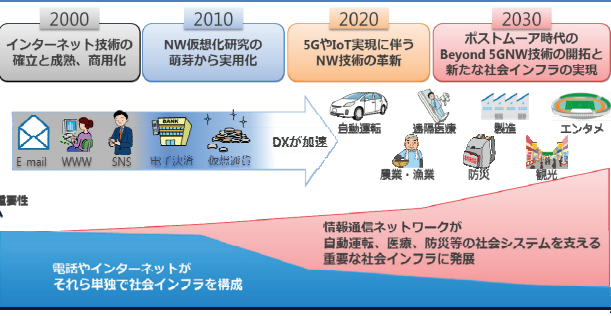 2000
インターネット技術の
確立と成熟、商用化
2010
NW仮想化研究の
萌芽から実用化
2020
5GやIoT実現に伴う
NW技術の革新
2030
ポストムーア時代の
Beyond 5GNW技術の開拓と
新たな社会インフラの実現
BANK
E mail
WWW
SNS
電子決済
仮想通貨
DXが加速
自動運転
遠隔医療
製造
エンタメ
農業・漁業
防災
観光
重要性
情報通信ネットワークが
自動運転、医療、防災等の社会システムを支える
重要な社会インフラに発展
電話やインターネットが
それら単独で社会インフラを構成